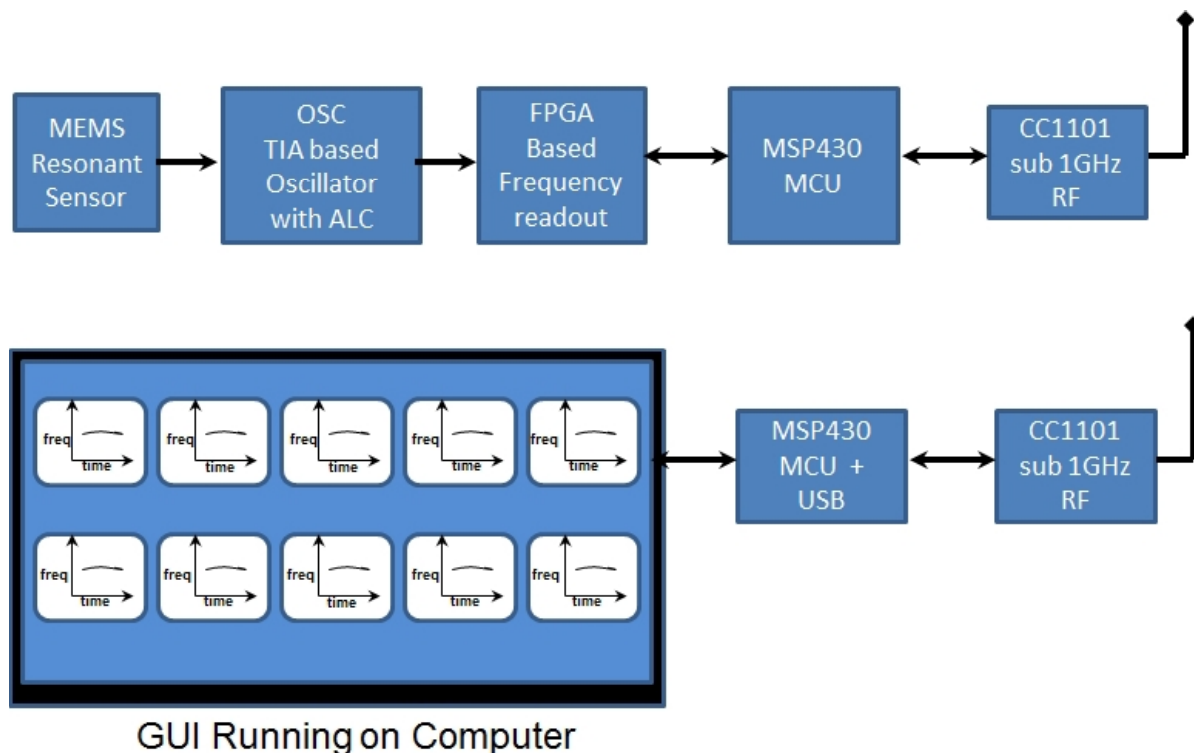 MEMS
Resonant
Sensor
OSC
TIA based
Oscillator
with ALC
FPGA
Based
Frequency
readout
MSP430
MCU
CC1101
sub 1GHz
RF
freq
time
freq
time
freq
time
freq
time
freq
time
freq
time
freq
time
freq
time
freq
time
freq
time
MSP430
MCU +
USB
CC1101
sub 1GHz
RF
GUI Running on Computer